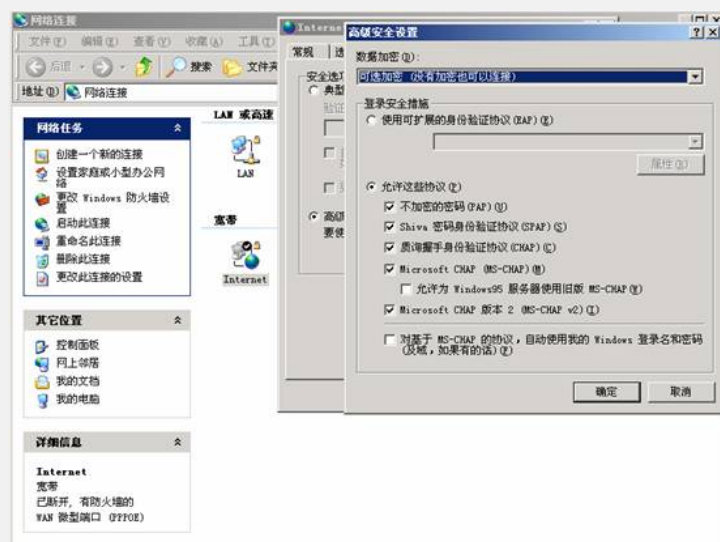 网络连接
文件(F) 编辑(E) 查看(V) 收藏(A) 工具(T)
后退
搜索
文件夹
地址(D)
网络连接
网络任务
创建一个新的连接
设置家庭或小型办公网络
更改 Windows 防火墙设置
启动此连接
重命名此连接
删除此连接
更改此连接的设置
其它位置
控制面板
网上邻居
我的文档
我的电脑
详细信息
Internet
宽带
已断开，有防火墙的
WAN 微型端口 (PPPOE)
LAN 或高速
LAN
宽带
Internet
Interne
常规
选
安全选
典型
验证
高级
要使
高级安全设置
数据加密(D):
可选加密 (没有加密也可以连接)
登录安全措施
使用可扩展的身份验证协议(EAP)(E)
属性(R)
允许这些协议(P)
不加密的密码(PAP)(U)
Shiva 密码身份验证协议(SPAP)(S)
质询握手身份验证协议(CHAP)(C)
Microsoft CHAP (MS-CHAP)(M)
允许为 Windows95 服务器使用旧版 MS-CHAP(W)
Microsoft CHAP 版本 2 (MS-CHAP v2)(I)
对基于 MS-CHAP 的协议，自动使用我的 Windows 登录名和密码
(及域，如果有的话)(F)
确定
取消